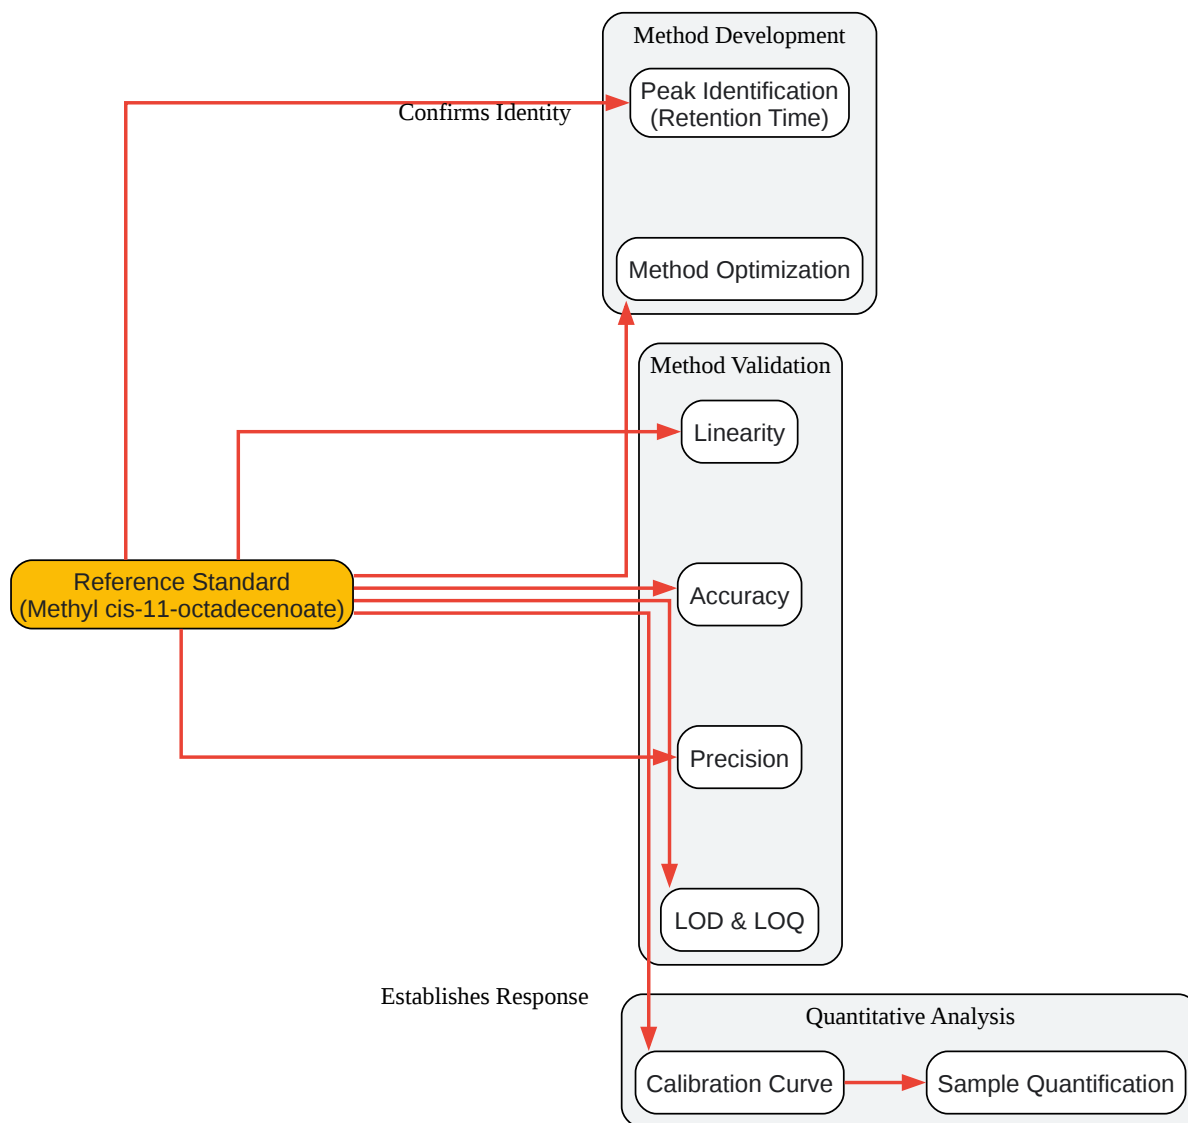 Method Development
Peak Identification
(Retention Time)
Confirms Identity
Method Optimization
Method Validation
Linearity
Reference Standard
(Methyl cis-11-octadecenoate)
Accuracy
Precision
LOD & LOQ
Establishes Response
Quantitative Analysis
Calibration Curve
Sample Quantification